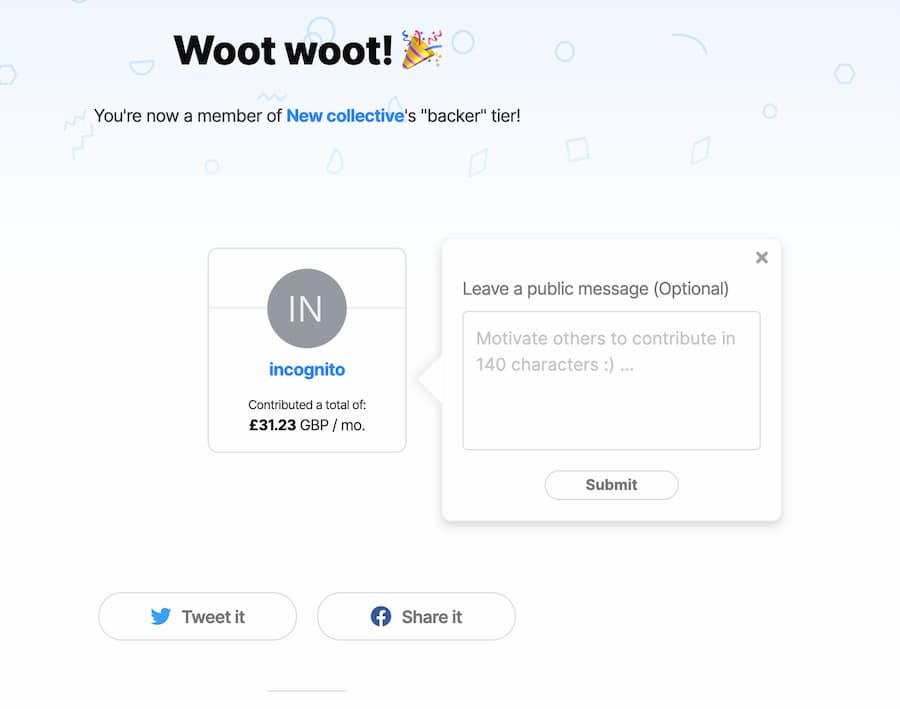 Woot woot! 🎉
You're now a member of New collective's "backer" tier!
IN
incognito
Contributed a total of:
£31.23 GBP / mo.
×
Leave a public message (Optional)
Motivate others to contribute in
140 characters :) ...
Submit
Tweet it
Share it